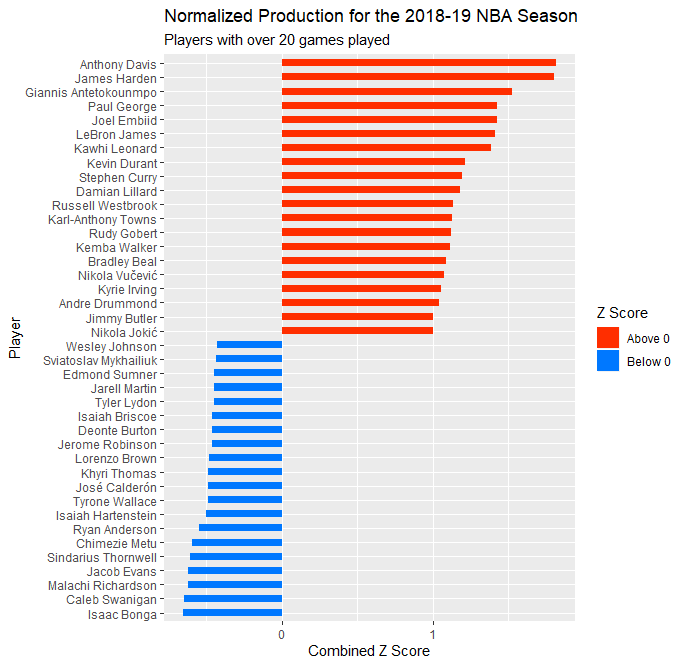 Normalized Production for the 2018-19 NBA Season
Players with over 20 games played
Player
Anthony Davis
James Harden
Giannis Antetokounmpo
Paul George
Joel Embiid
LeBron James
Kawhi Leonard
Kevin Durant
Stephen Curry
Damian Lillard
Russell Westbrook
Karl-Anthony Towns
Rudy Gobert
Kemba Walker
Bradley Beal
Nikola Vučević
Kyrie Irving
Andre Drummond
Jimmy Butler
Nikola Jokić
Wesley Johnson
Sviatoslav Mykhailiuk
Edmond Sumner
Jarell Martin
Tyler Lydon
Isaiah Briscoe
Deonte Burton
Jerome Robinson
Lorenzo Brown
Khyri Thomas
José Calderón
Tyrone Wallace
Isaiah Hartenstein
Ryan Anderson
Chimezie Metu
Sindarius Thornwell
Jacob Evans
Malachi Richardson
Caleb Swanigan
Isaac Bonga
0 1
Combined Z Score
Z Score
Above 0
Below 0